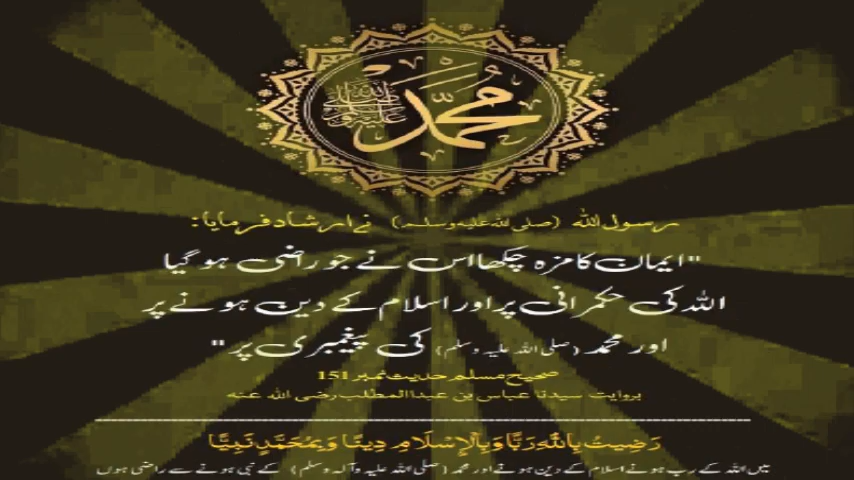 محمد
صلى الله عليه وسلم
رسول اللہ (صلی اللہ علیہ وسلم) نے ارشاد فرمایا:
"ایمان کا مزہ چکھا اس نے جو راضی ہو گیا
اللہ کی حکمرانی پر اور اسلام کے دین ہونے پر
اور محمد (صلی اللہ علیہ وسلم) کی پیغمبری پر"
صحیح مسلم حدیث نمبر 151
بروایت سیدنا عباس بن عبدالمطلب رضی اللہ عنہ
رَضِيتُ بِاللّٰهِ رَبًّا وَبِالْإِسْلَامِ دِينًا وَبِمُحَمَّدٍ نَبِيًّا
میں اللہ کے رب ہونے اسلام کے دین ہونے اور محمد (صلی اللہ علیہ وآلہ وسلم) کے نبی ہونے سے راضی ہوں